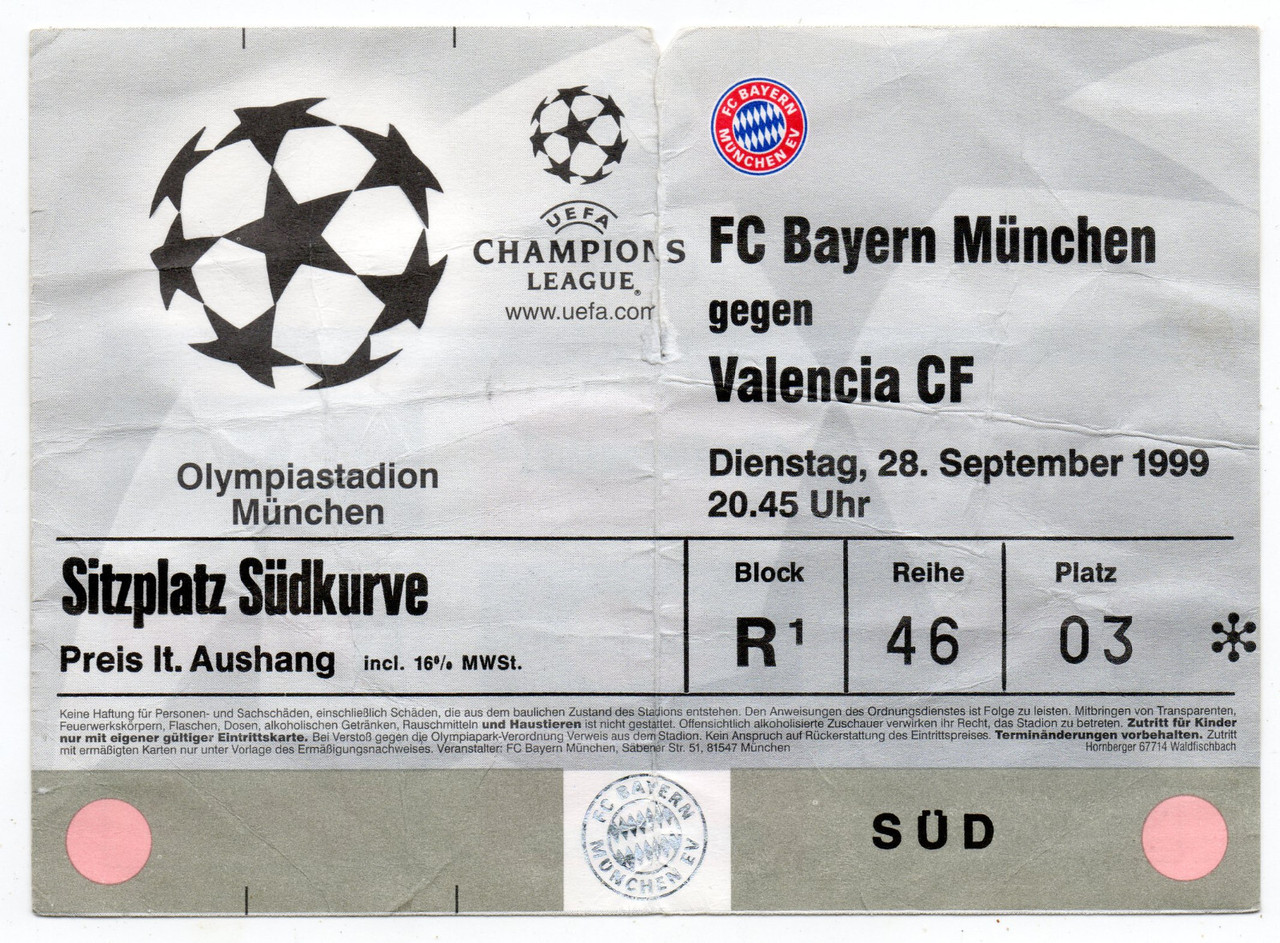 UEFA
CHAMPIONS
LEAGUE®
www.uefa.com
Olympiastadion
München
FC BAYERN MÜNCHEN EV
FC Bayern München
gegen
Valencia CF
Dienstag, 28. September 1999
20.45 Uhr
Sitzplatz Südkurve
Preis lt. Aushang incl. 16% MWSt.
Block Reihe Platz
R¹ 46 03
Keine Haftung für Personen- und Sachschäden, einschließlich Schäden, die aus dem baulichen Zustand des Stadions entstehen. Den Anweisungen des Ordnungsdienstes ist Folge zu leisten. Mitbringen von Transparenten,
Feuerwerkskörpern, Flaschen, Dosen, alkoholischen Getränken, Rauschmitteln und Haustieren ist nicht gestattet. Offensichtlich alkoholisierte Zuschauer verwirken ihr Recht, das Stadion zu betreten. Zutritt für Kinder
nur mit eigener gültiger Eintrittskarte. Bei Verstoß gegen die Olympiapark-Verordnung Verweis aus dem Stadion. Kein Anspruch auf Rückerstattung des Eintrittspreises. Terminänderungen vorbehalten. Zutritt
mit ermäßigten Karten nur unter Vorlage des Ermäßigungsnachweises. Veranstalter: FC Bayern München, Säbener Str. 51, 81547 München Hornberger 67714 Waldfischbach
FC BAYERN MÜNCHEN EV
SÜD